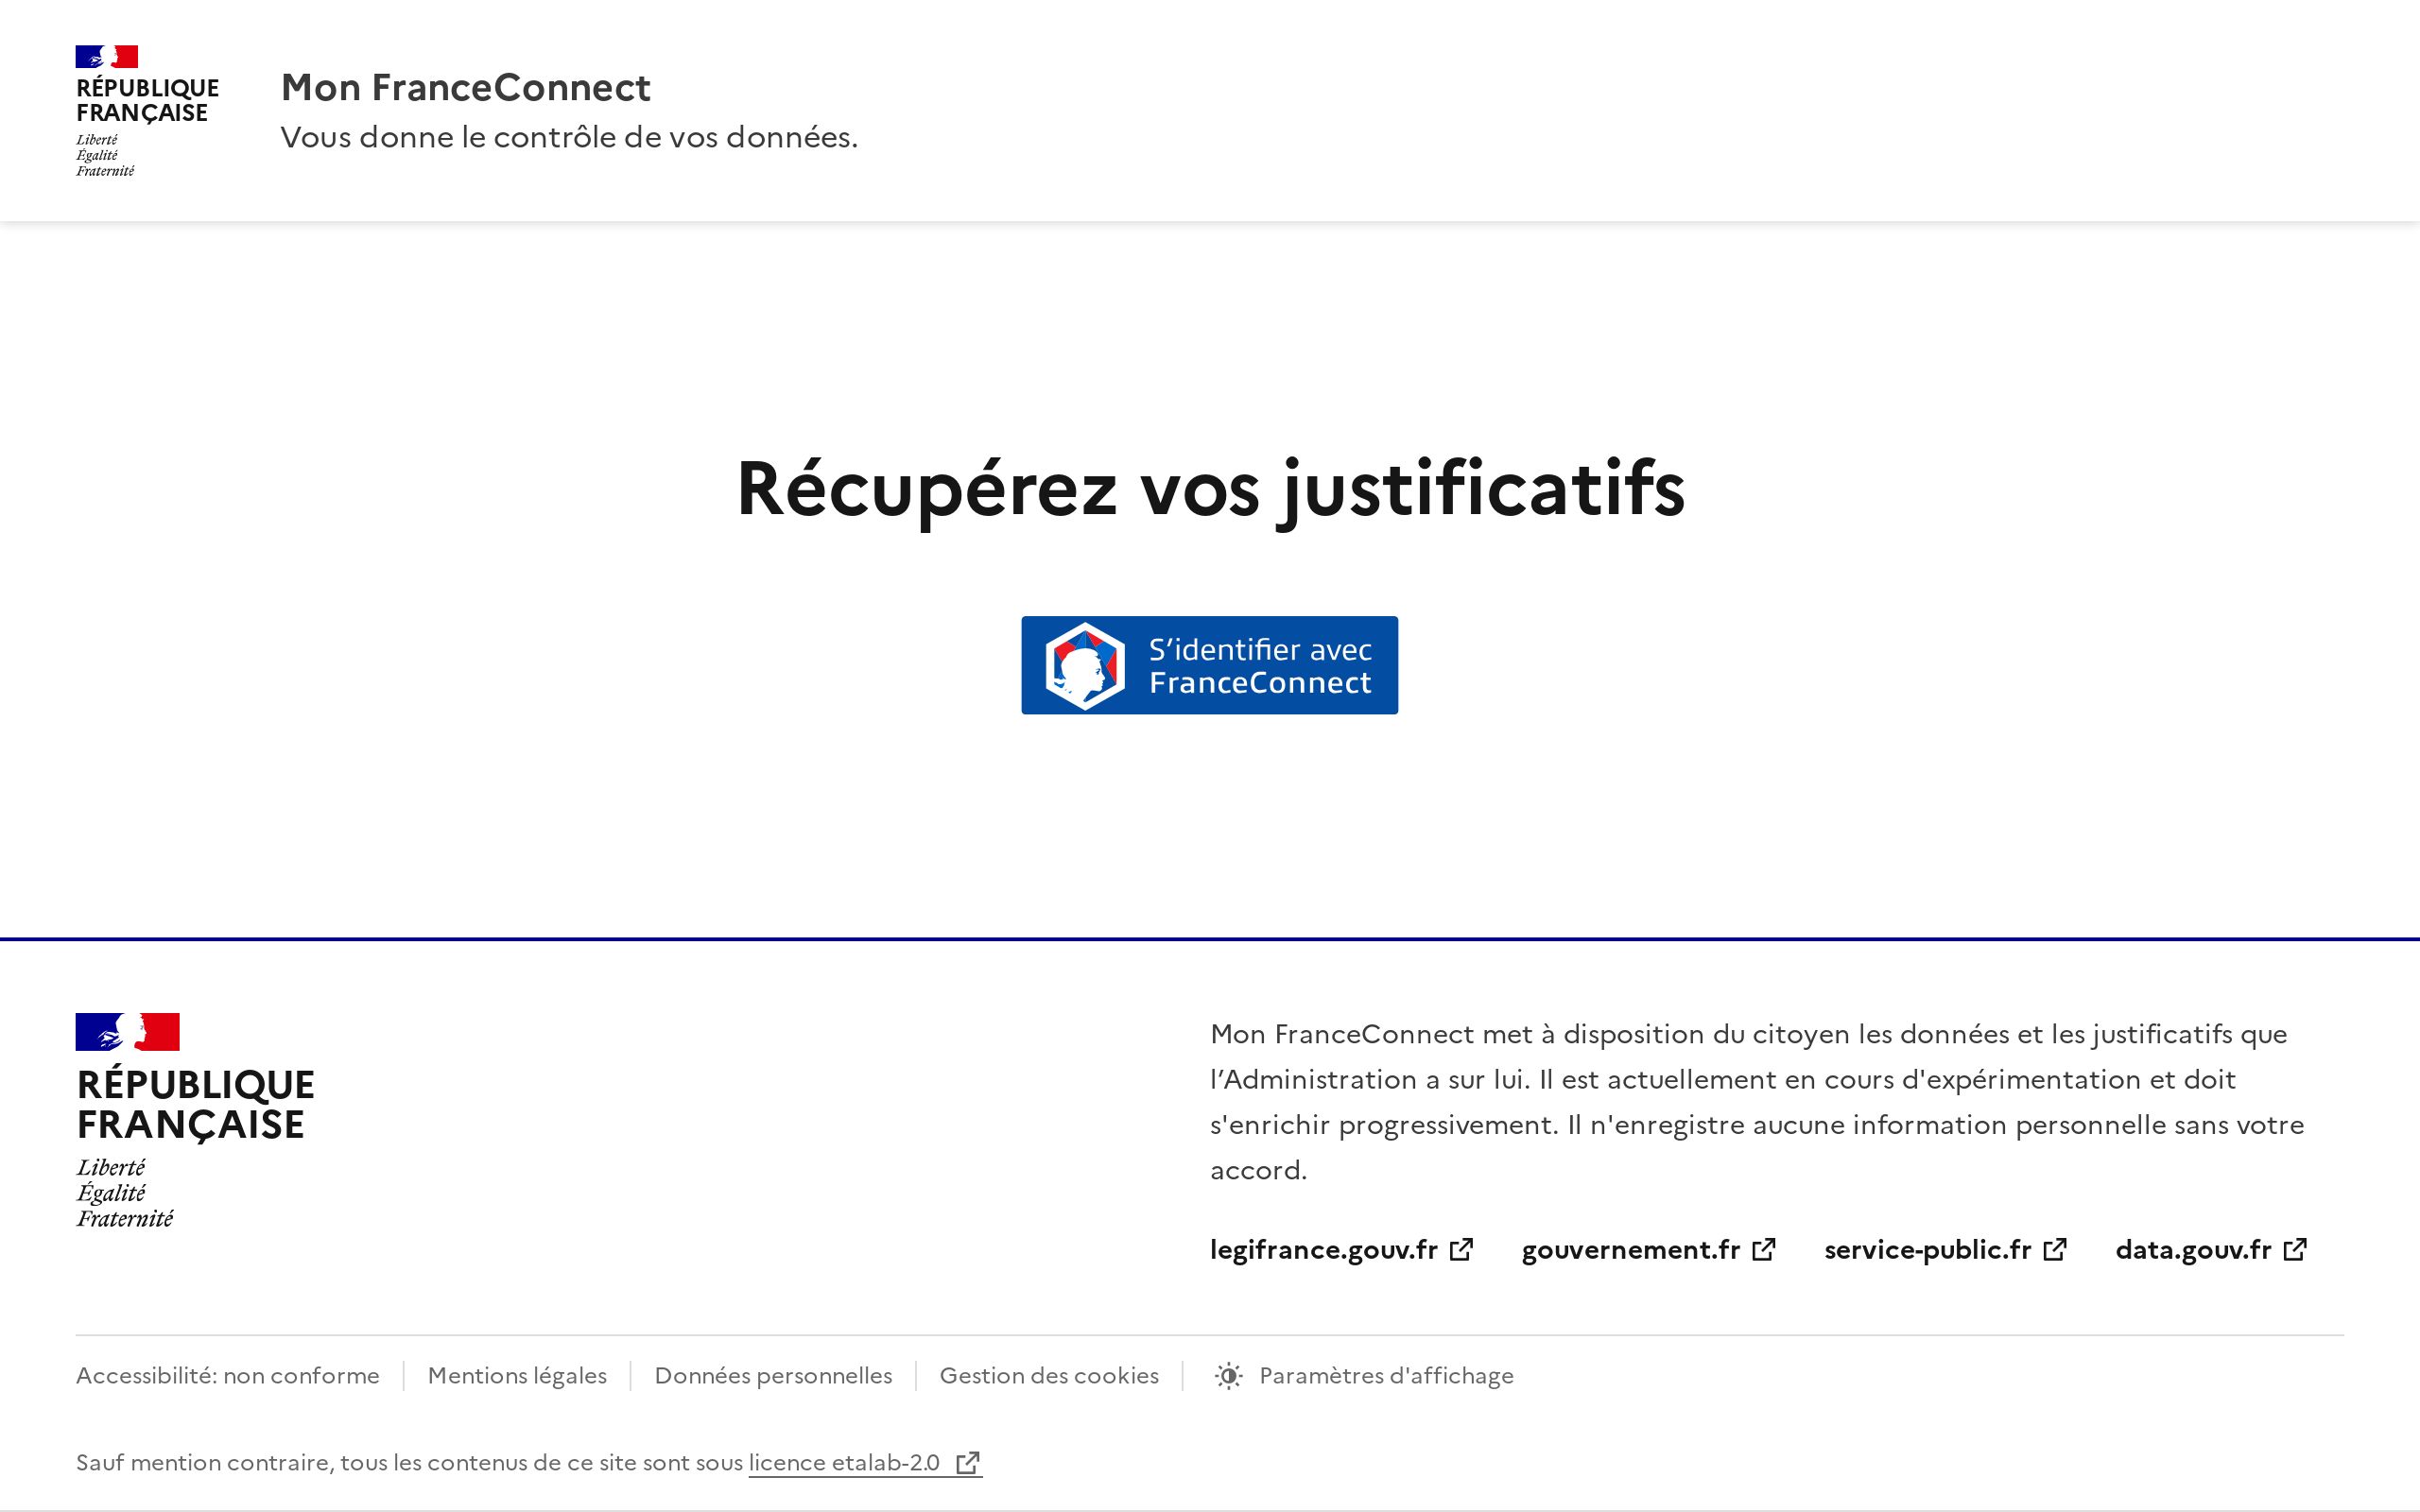 RÉPUBLIQUE
FRANÇAISE
Liberté
Égalité
Fraternité
Mon FranceConnect
Vous donne le contrôle de vos données.
Récupérez vos justificatifs
S’identifier avec
FranceConnect
RÉPUBLIQUE
FRANÇAISE
Liberté
Égalité
Fraternité
Mon FranceConnect met à disposition du citoyen les données et les justificatifs que
l’Administration a sur lui. Il est actuellement en cours d'expérimentation et doit
s'enrichir progressivement. Il n'enregistre aucune information personnelle sans votre
accord.
legifrance.gouv.fr gouvernement.fr service-public.fr data.gouv.fr
Accessibilité: non conforme Mentions légales Données personnelles Gestion des cookies Paramètres d'affichage
Sauf mention contraire, tous les contenus de ce site sont sous licence etalab-2.0